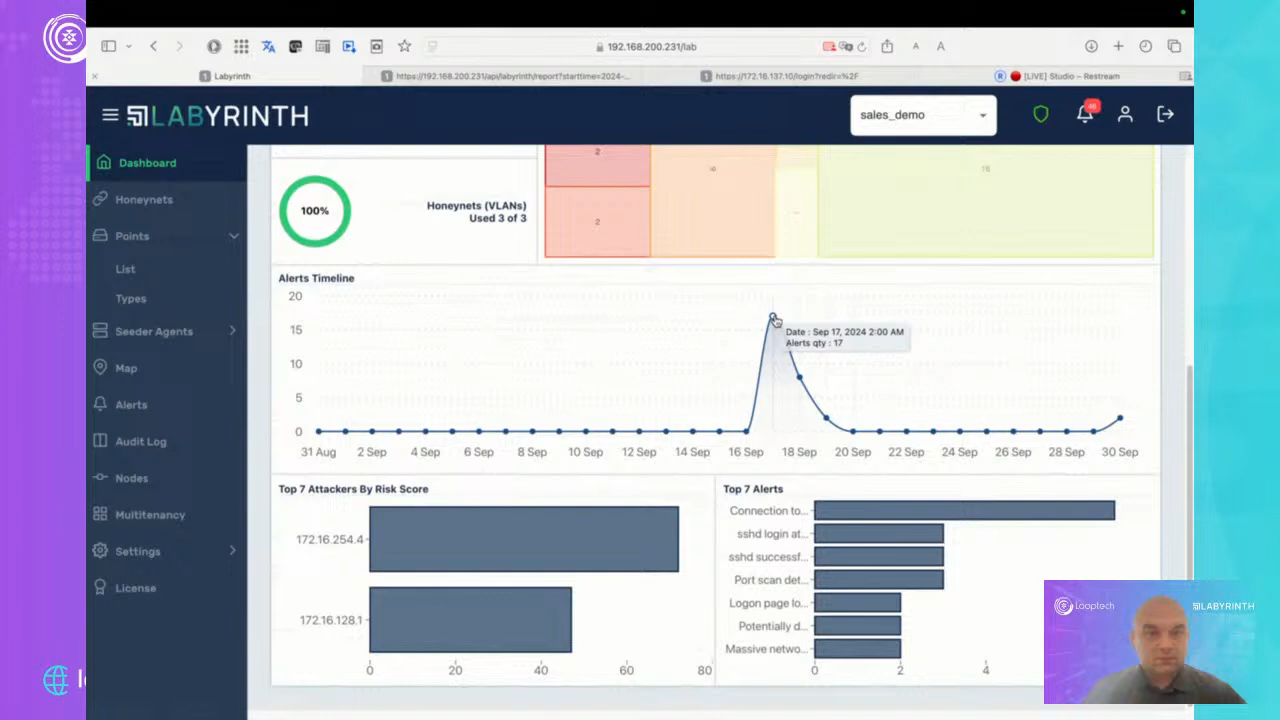 192.168.200.231/lab
A
A
1 Labyrinth
1 https://192.168.200.231/api/labyrinth/report?starttime=2024-...
1 https://172.16.137.10/login?redir=%2F
R [LIVE] Studio – Restream
LABYRINTH
sales_demo
46
Dashboard
Honeynets
Points
List
Types
Seeder Agents
Map
Alerts
Audit Log
Nodes
Multitenancy
Settings
License
100%
Honeynets (VLANs)
Used 3 of 3
2
2
Alerts Timeline
20
15
10
5
0
Date : Sep 17, 2024 2:00 AM
Alerts qty : 17
31 Aug 2 Sep 4 Sep 6 Sep 8 Sep 10 Sep 12 Sep 14 Sep 16 Sep 18 Sep 20 Sep 22 Sep 24 Sep 26 Sep 28 Sep 30 Sep
Top 7 Attackers By Risk Score
172.16.254.4
172.16.128.1
0 20 40 60 80
Top 7 Alerts
Connection to...
sshd login at...
sshd successf...
Port scan det...
Logon page lo...
Potentially d...
Massive netwo...
0 2 4
Looptech
LABYRINTH